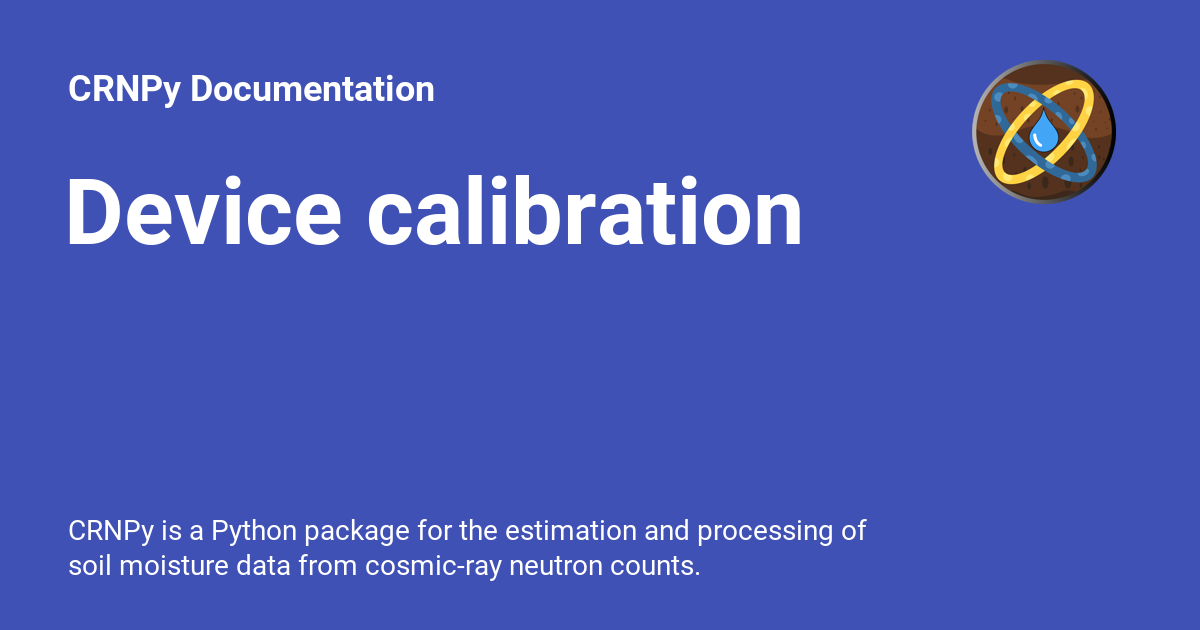 CRNPy Documentation
Device calibration
CRNPy is a Python package for the estimation and processing of
soil moisture data from cosmic-ray neutron counts.